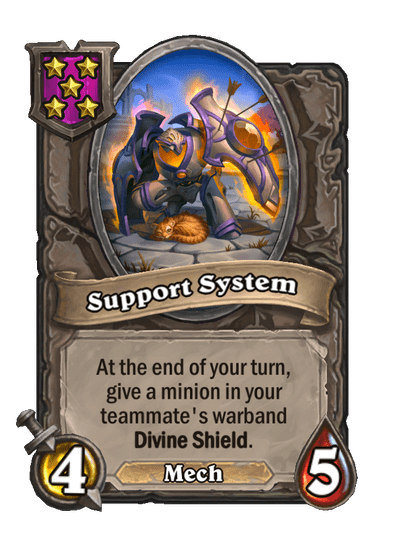 Support System
At the end of your turn,
give a minion in your
teammate's warband
Divine Shield.
4
Mech
5